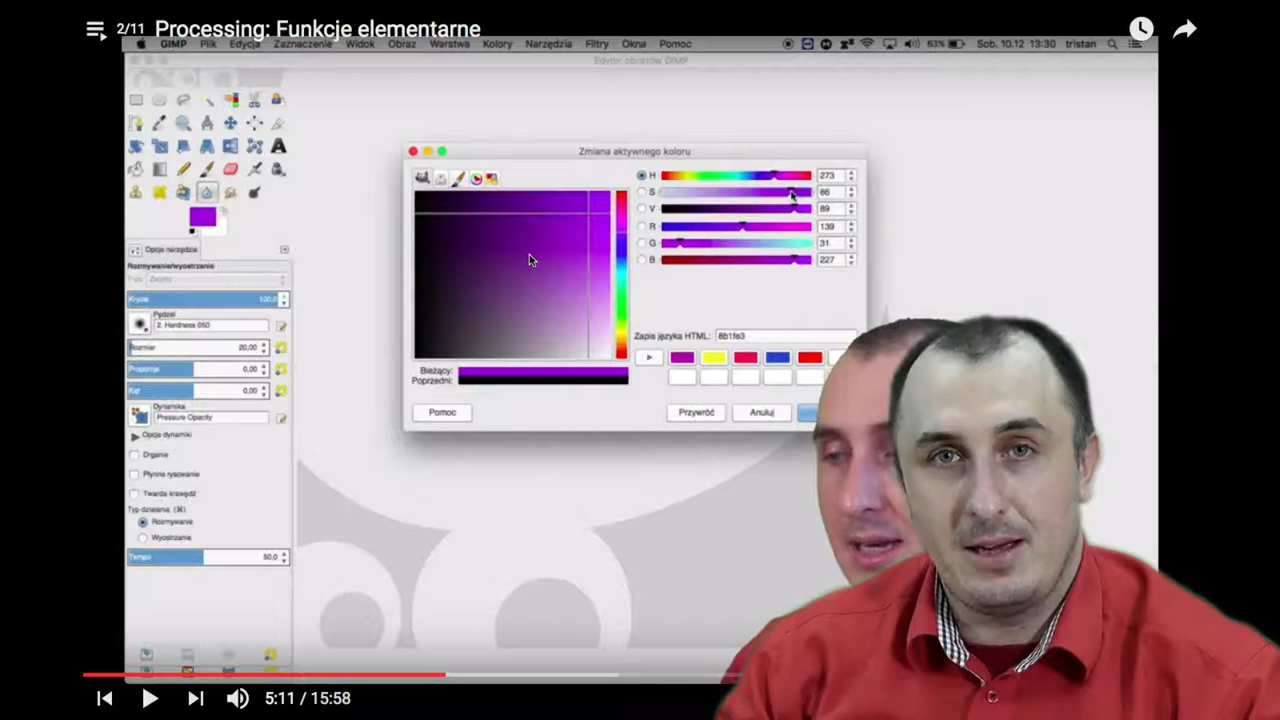 2/11 Processing: Funkcje elementarne
GIMP Plik Edycja Zaznaczenie Widok Obraz Warstwa Kolory Narzędzia Filtry Okna Pomoc 63% Sob. 10.12 13:30 tristan
Edytor obrazów GIMP
Zmiana aktywnego koloru
H 273
S 86
V 89
R 139
G 31
B 227
Zapis języka HTML: 8b1fe3
Bieżący:
Poprzedni:
Pomoc Przywróć Anuluj
Opcje narzędzia
Rozmywanie/wyostrzanie
Krycie 100,0
Pędzel
2. Hardness 050
Rozmiar 20,00
Proporcje 0,00
Kąt 0,00
Dynamika
Pressure Opacity
Opcje dynamiki
Drganie
Płynne rysowanie
Twarda krawędź
Typ działania (⌘)
Rozmywanie
Wyostrzanie
Tempo 50,0
5:11 / 15:58